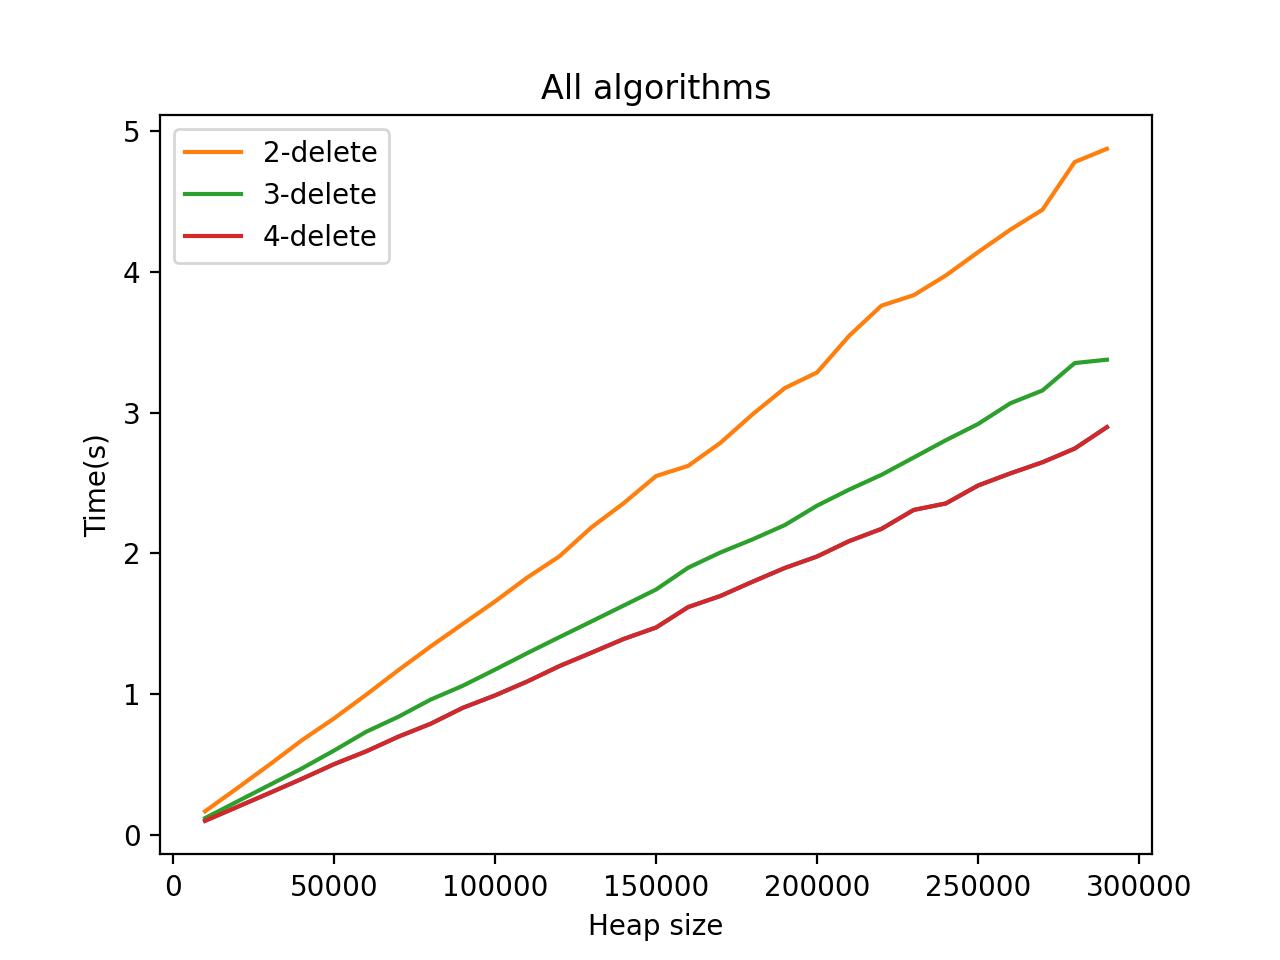 All algorithms
2-delete
3-delete
4-delete
5
4
3
2
1
0
Time(s)
0 50000 100000 150000 200000 250000 300000
Heap size